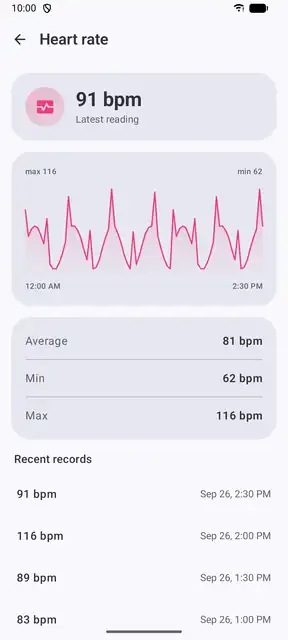 10:00
Heart rate
91 bpm
Latest reading
max 116 min 62
12:00 AM 2:30 PM
Average 81 bpm
Min 62 bpm
Max 116 bpm
Recent records
91 bpm Sep 26, 2:30 PM
116 bpm Sep 26, 2:00 PM
89 bpm Sep 26, 1:30 PM
83 bpm Sep 26, 1:00 PM